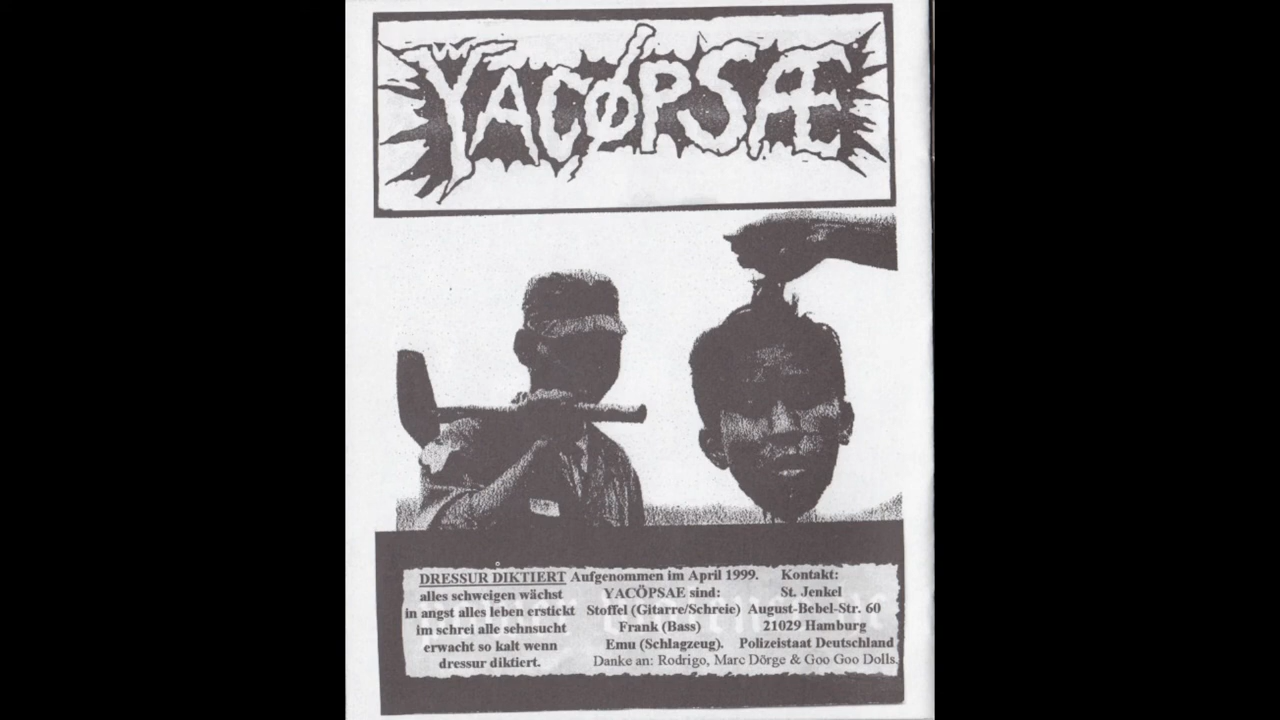 YACØPSÆ
DRESSUR DIKTIERT
alles schweigen wächst
in angst alles leben erstickt
im schrei alle sehnsucht
erwacht so kalt wenn
dressur diktiert.
Aufgenommen im April 1999.
YACÖPSAE sind:
Stoffel (Gitarre/Schreie)
Frank (Bass)
Emu (Schlagzeug).
Kontakt:
St. Jenkel
August-Bebel-Str. 60
21029 Hamburg
Polizeistaat Deutschland
Danke an: Rodrigo, Marc Dörge & Goo Goo Dolls.